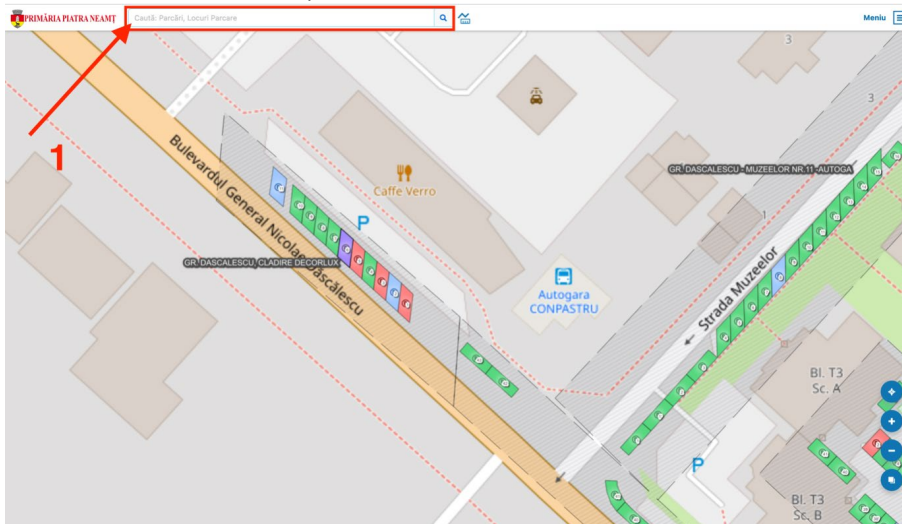 PRIMĂRIA PIATRA NEAMȚ
Caută: Parcări, Locuri Parcare
Meniu
1
3
3
Bulevardul General Nicolae Dăscălescu
Caffe Verro
GR. DASCALESCU - MUZEELOR NR.11 -AUTOGA
P
1
GR. DASCALESCU, CLADIRE DECORLUX
Autogara
CONPASTRU
Strada Muzeelor
Bl. T3
Sc. A
P
Bl. T3
Sc. B